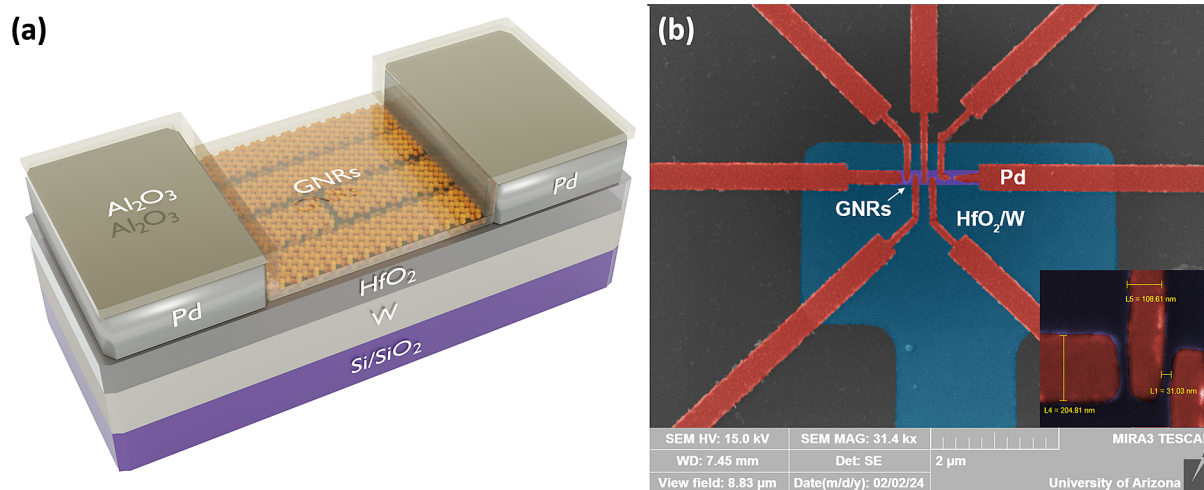 (a)
Al₂O₃
Al₂O₃
GNRs
Pd
Pd
HfO₂
W
Si/SiO₂
(b)
Pd
GNRs
HfO₂/W
L5 = 108.61 nm
L1 = 31.03 nm
L4 = 204.81 nm
SEM HV: 15.0 kV
SEM MAG: 31.4 kx
MIRA3 TESCA
WD: 7.45 mm
Det: SE
2 µm
View field: 8.83 µm
Date(m/d/y): 02/02/24
University of Arizona